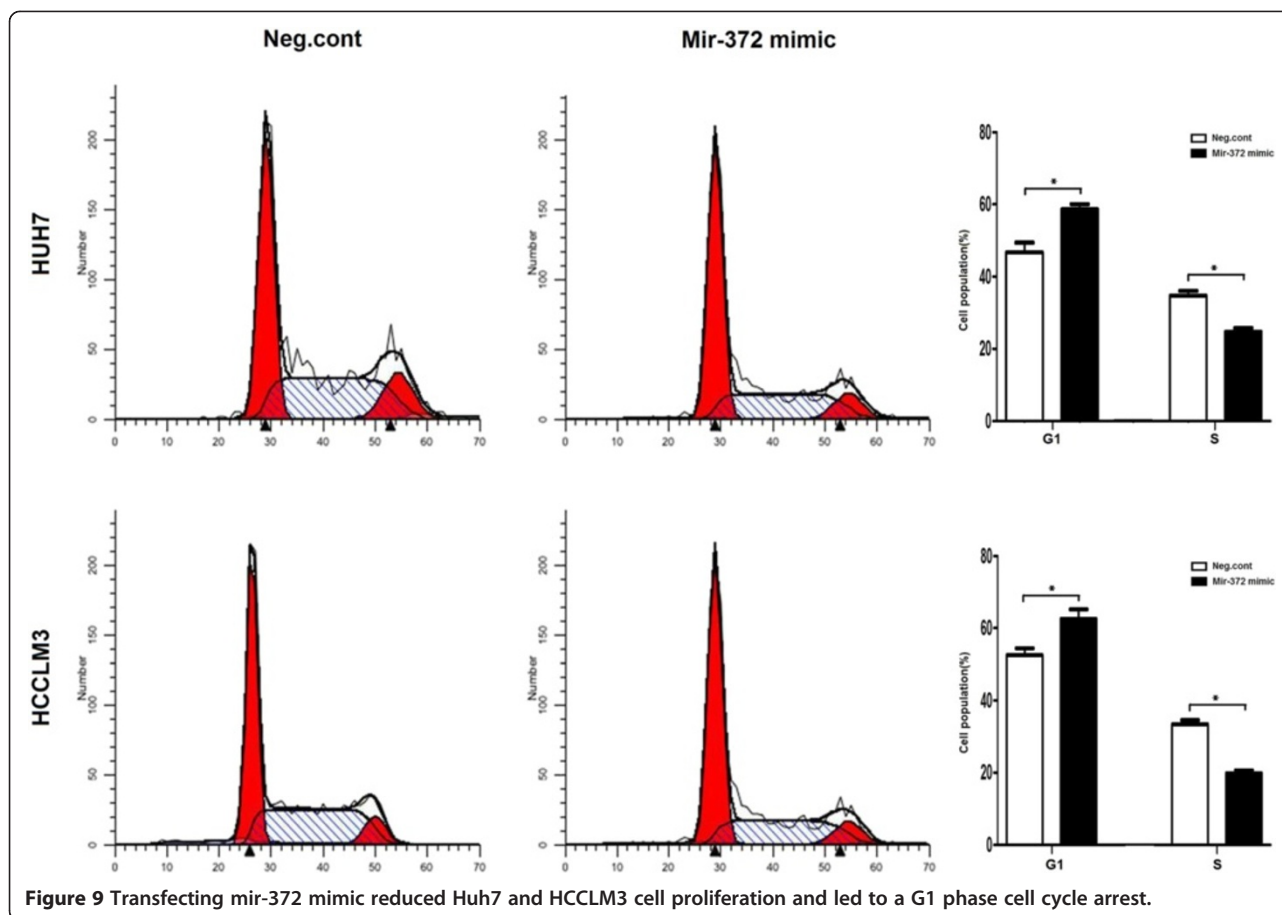 Neg.cont
Mir-372 mimic
HUH7
Number
200
150
100
50
0
0 10 20 30 40 50 60 70
200
150
100
50
0
Number
0 10 20 30 40 50 60 70
Cell population(%)
80
60
40
20
0
Neg.cont
Mir-372 mimic
*
*
G1 S
HCCLM3
Number
200
150
100
50
0
0 10 20 30 40 50 60 70
Number
200
150
100
50
0
0 10 20 30 40 50 60 70
Cell population(%)
80
60
40
20
0
Neg.cont
Mir-372 mimic
*
*
G1 S
Figure 9 Transfecting mir-372 mimic reduced Huh7 and HCCLM3 cell proliferation and led to a G1 phase cell cycle arrest.